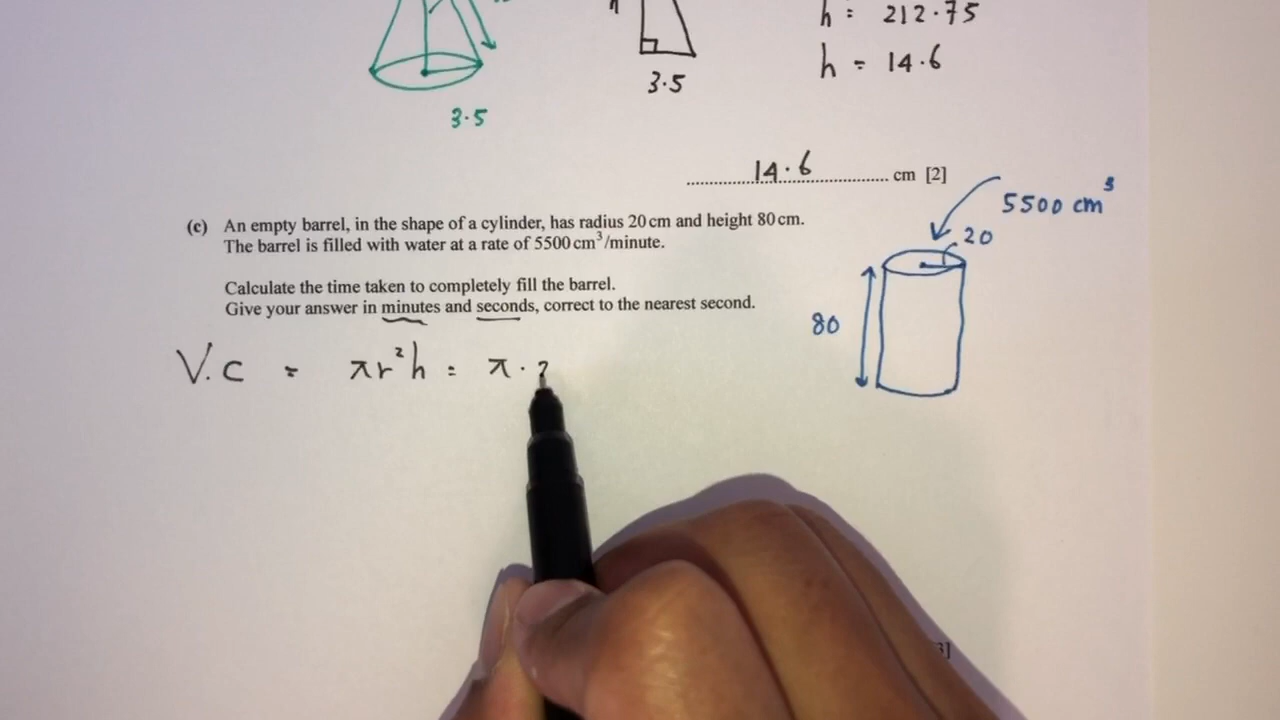 h = 212.75
h = 14.6
3.5
3.5
14.6 cm [2]
5500 cm³
20
80
(c) An empty barrel, in the shape of a cylinder, has radius 20 cm and height 80 cm.
The barrel is filled with water at a rate of 5500 cm³/minute.
Calculate the time taken to completely fill the barrel.
Give your answer in minutes and seconds, correct to the nearest second.
V.C = πr²h = π · 2
3]